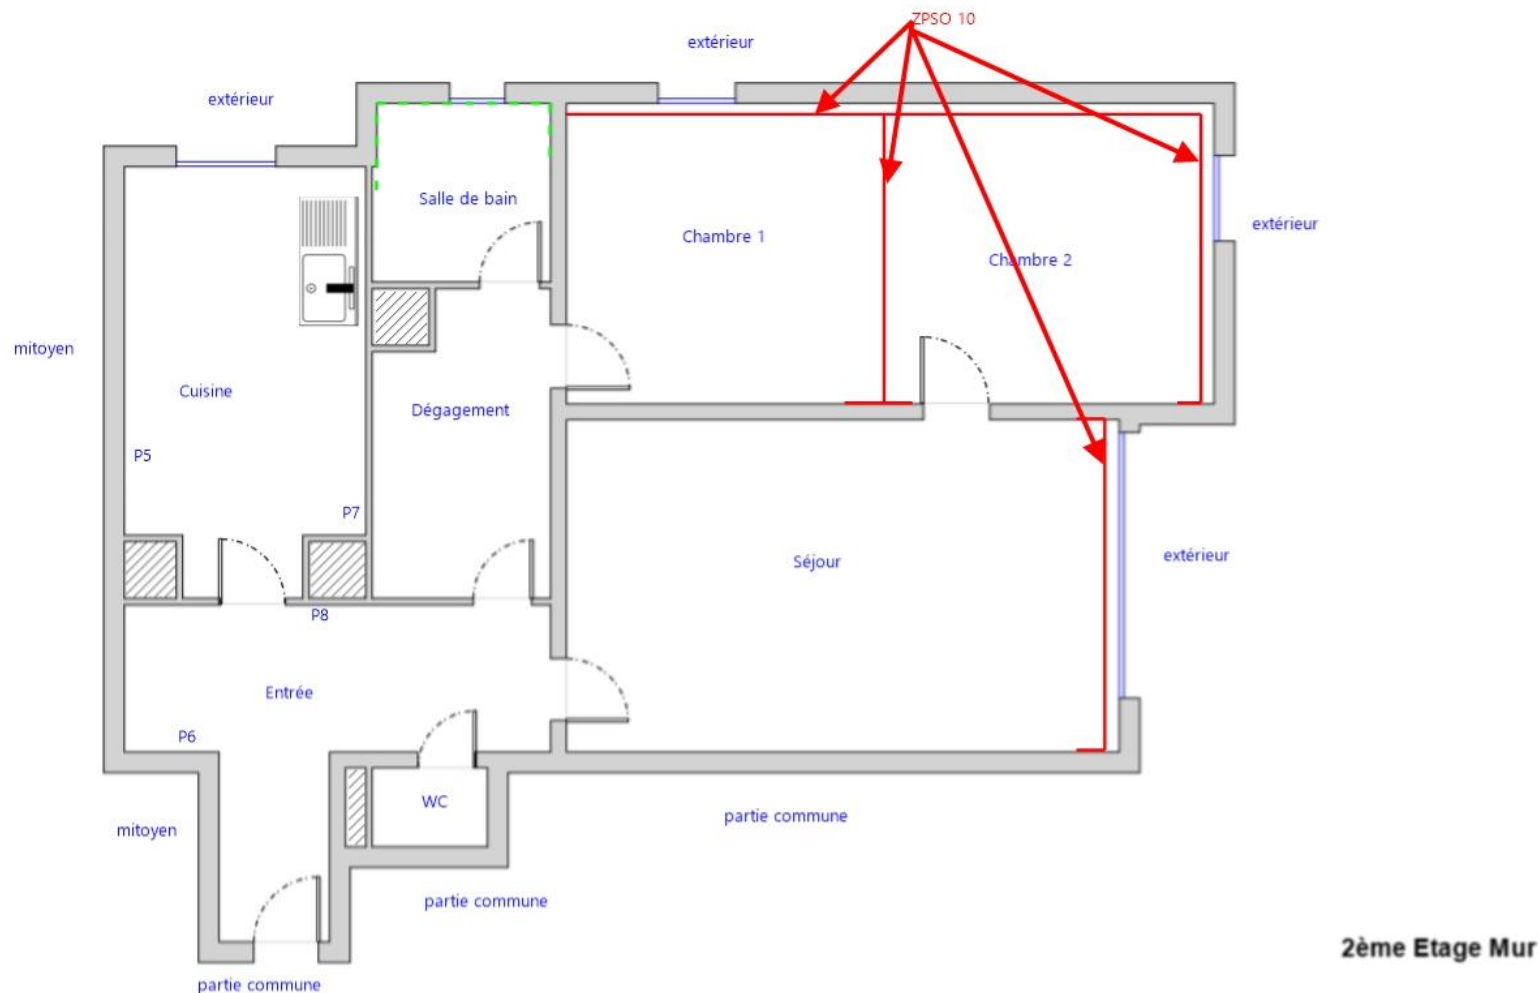 ZPSO 10
extérieur
extérieur
Salle de bain
extérieur
Chambre 1
Chambre 2
mitoyen
Cuisine
Dégagement
P5
P7
extérieur
Séjour
P8
Entrée
P6
WC
partie commune
mitoyen
partie commune
2ème Etage Mur
partie commune